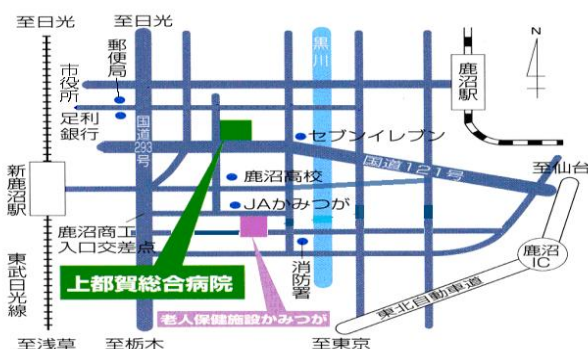 至日光
至日光
郵便局
市役所
足利
銀行
国道293号
黒川
鹿沼駅
N
セブンイレブン
国道121号
至仙台
新鹿沼駅
鹿沼高校
JAかみつが
鹿沼商工
入口交差点
消防署
鹿沼
IC
上都賀総合病院
東武日光線
老人保健施設かみつが
東北自動車道
至浅草
至栃木
至東京